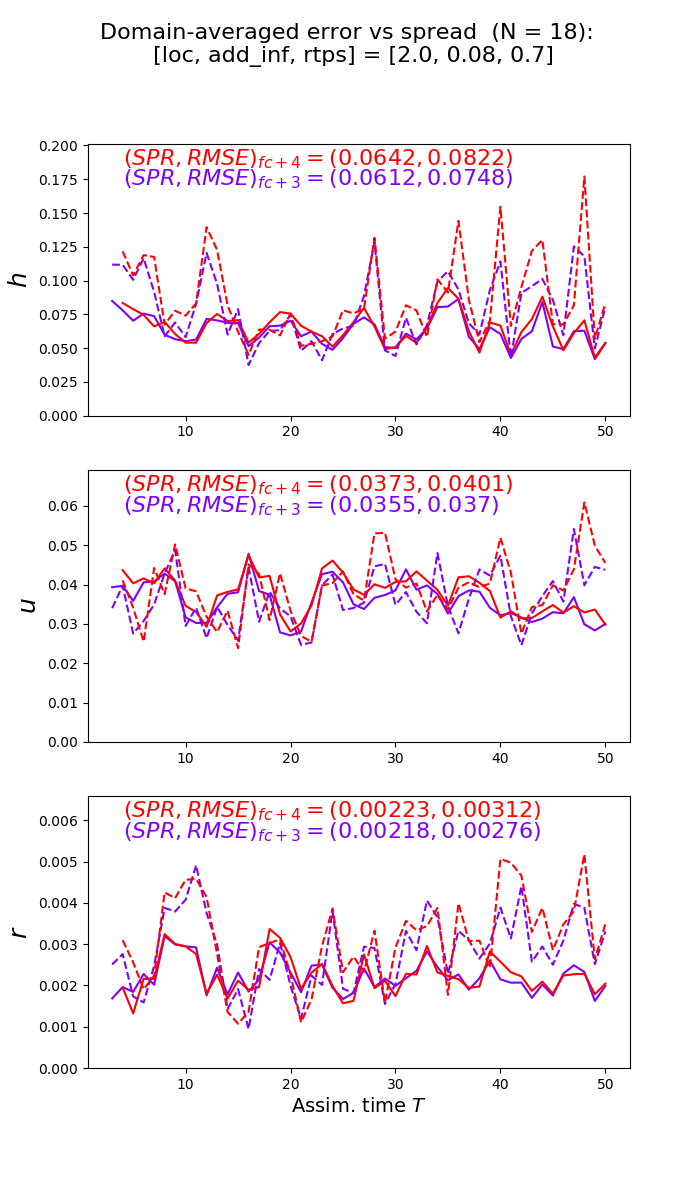 Domain-averaged error vs spread (N = 18):
[loc, add_inf, rtps] = [2.0, 0.08, 0.7]
(SPR, RMSE)fc+4 = (0.0642, 0.0822)
(SPR, RMSE)fc+3 = (0.0612, 0.0748)
h
0.200
0.175
0.150
0.125
0.100
0.075
0.050
0.025
0.000
10 20 30 40 50
(SPR, RMSE)fc+4 = (0.0373, 0.0401)
(SPR, RMSE)fc+3 = (0.0355, 0.037)
u
0.06
0.05
0.04
0.03
0.02
0.01
0.00
10 20 30 40 50
(SPR, RMSE)fc+4 = (0.00223, 0.00312)
(SPR, RMSE)fc+3 = (0.00218, 0.00276)
r
0.006
0.005
0.004
0.003
0.002
0.001
0.000
10 20 30 40 50
Assim. time T